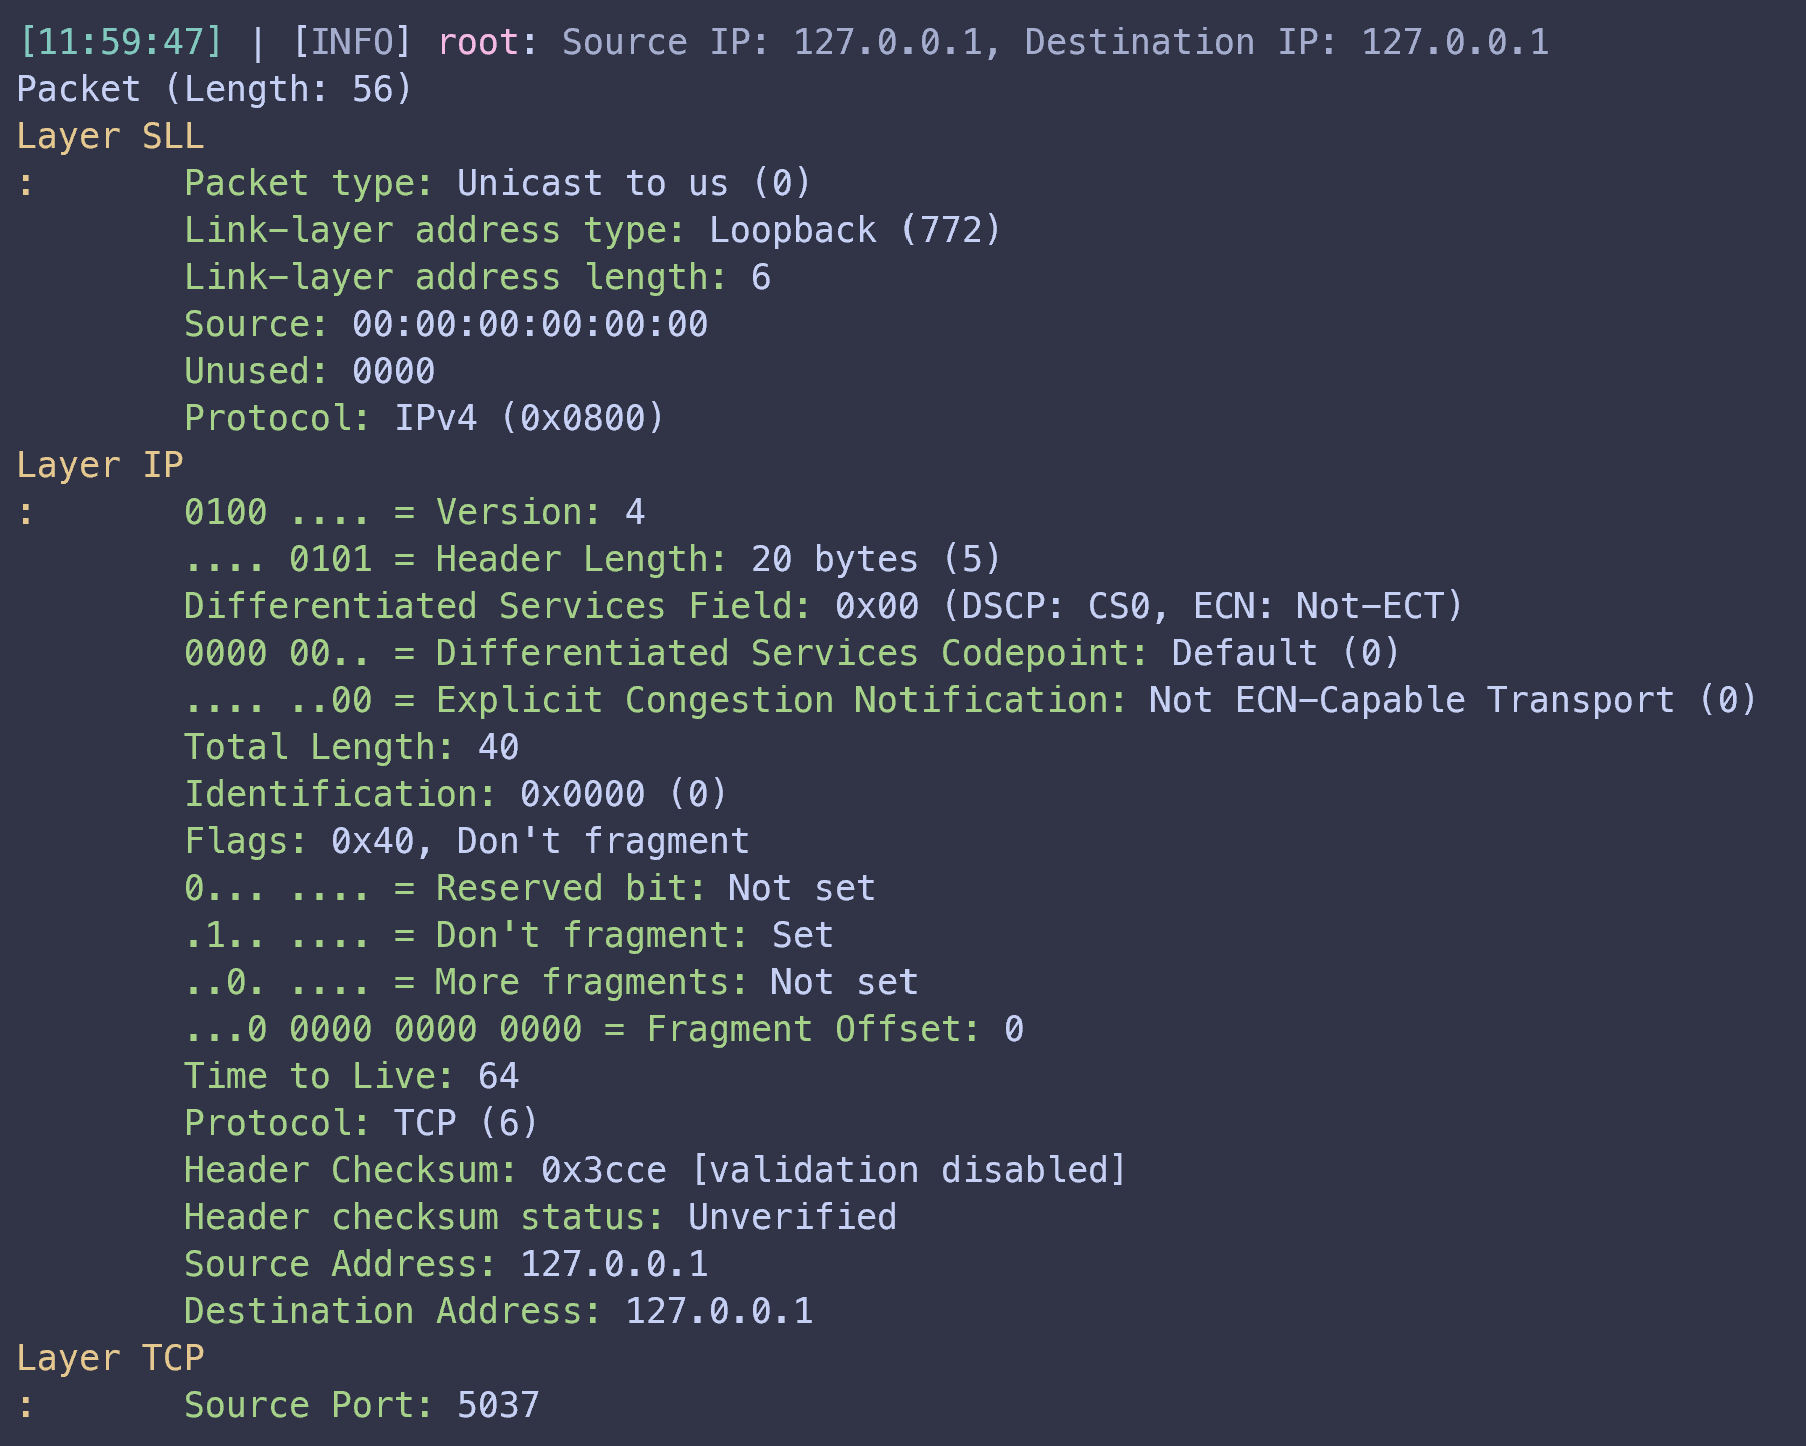 [11:59:47] | [INFO] root: Source IP: 127.0.0.1, Destination IP: 127.0.0.1
Packet (Length: 56)
Layer SLL
:       Packet type: Unicast to us (0)
        Link-layer address type: Loopback (772)
        Link-layer address length: 6
        Source: 00:00:00:00:00:00
        Unused: 0000
        Protocol: IPv4 (0x0800)
Layer IP
:       0100 .... = Version: 4
        .... 0101 = Header Length: 20 bytes (5)
        Differentiated Services Field: 0x00 (DSCP: CS0, ECN: Not-ECT)
        0000 00.. = Differentiated Services Codepoint: Default (0)
        .... ..00 = Explicit Congestion Notification: Not ECN-Capable Transport (0)
        Total Length: 40
        Identification: 0x0000 (0)
        Flags: 0x40, Don't fragment
        0... .... = Reserved bit: Not set
        .1.. .... = Don't fragment: Set
        ..0. .... = More fragments: Not set
        ...0 0000 0000 0000 = Fragment Offset: 0
        Time to Live: 64
        Protocol: TCP (6)
        Header Checksum: 0x3cce [validation disabled]
        Header checksum status: Unverified
        Source Address: 127.0.0.1
        Destination Address: 127.0.0.1
Layer TCP
:       Source Port: 5037